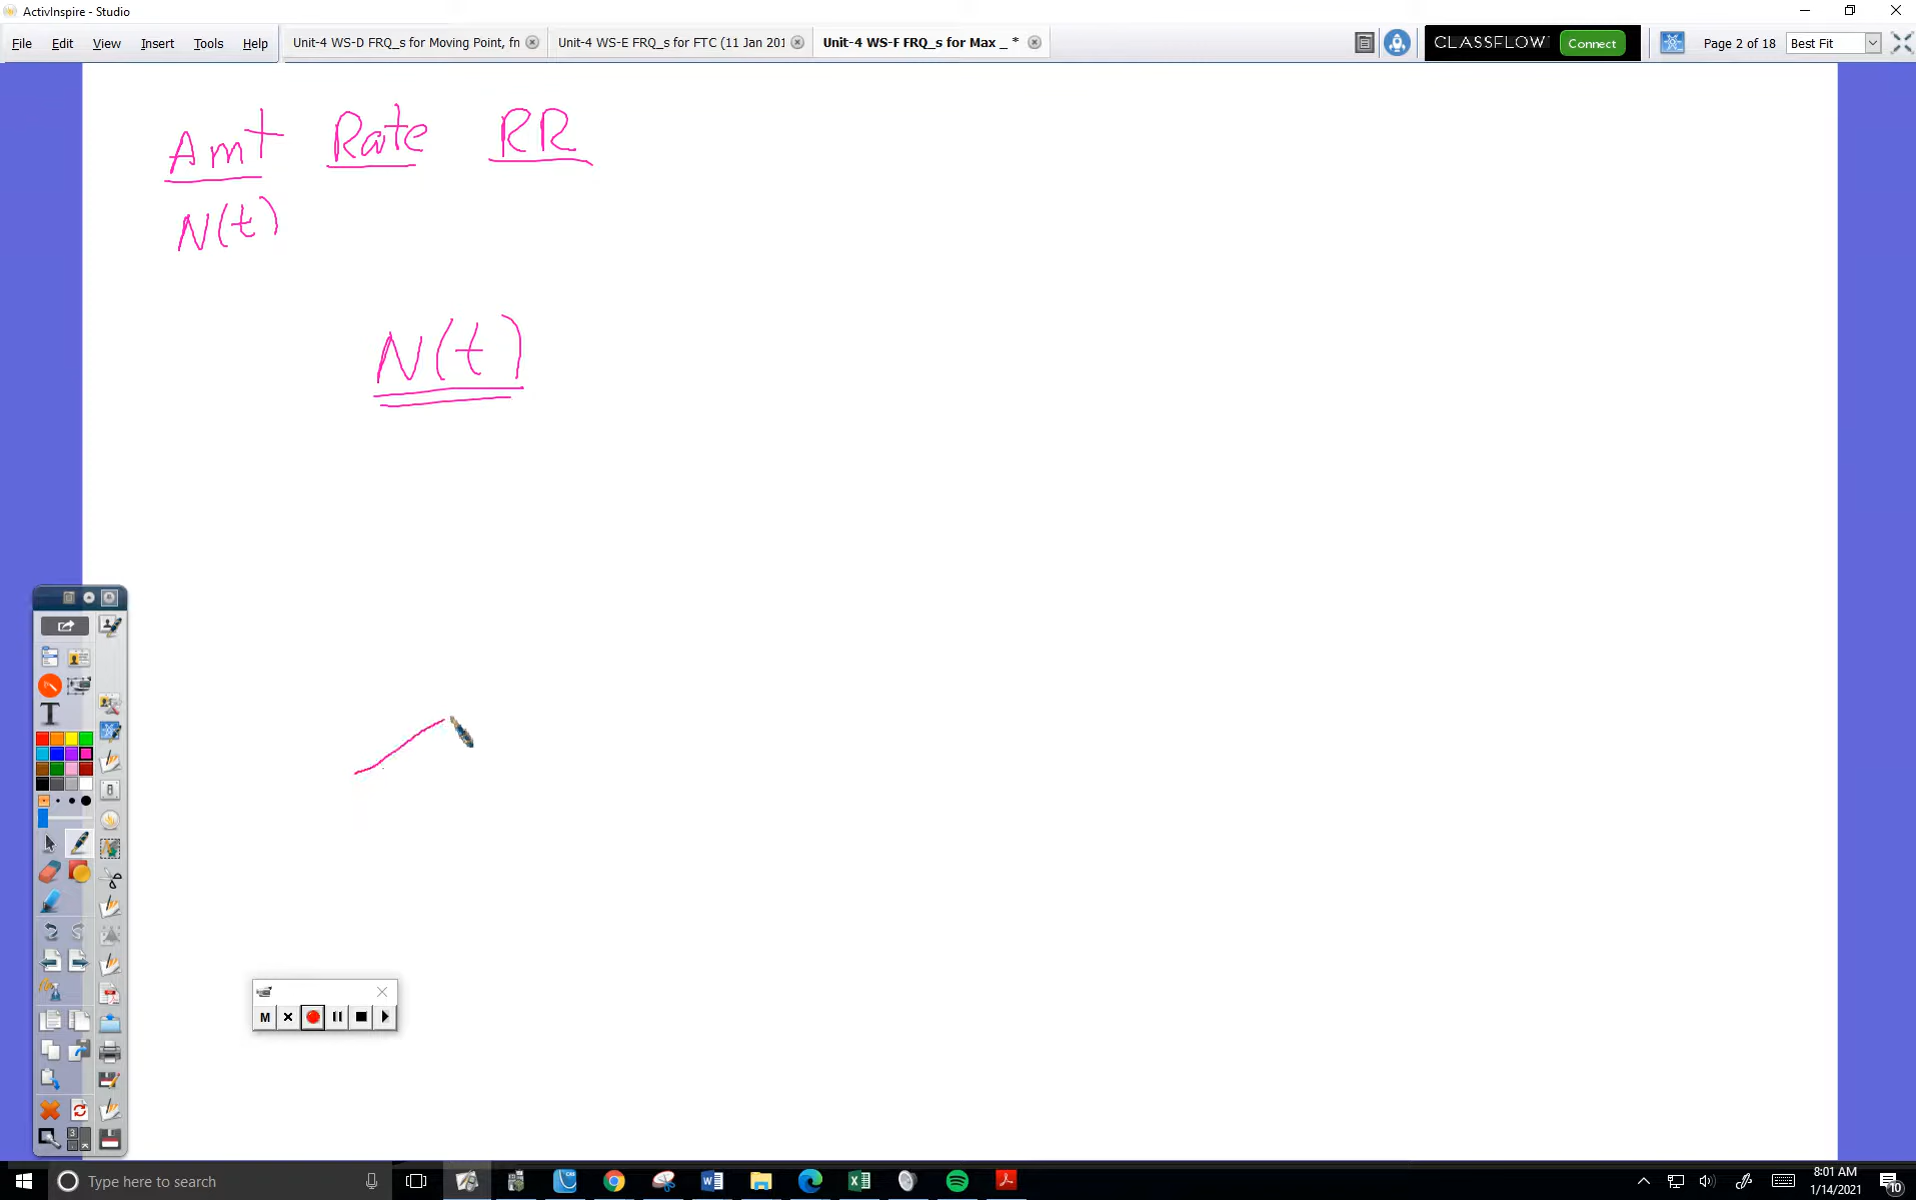 ActivInspire - Studio
File Edit View Insert Tools Help
Unit-4 WS-D FRQ_s for Moving Point, fn
Unit-4 WS-E FRQ_s for FTC (11 Jan 201
Unit-4 WS-F FRQ_s for Max _ *
CLASSFLOW Connect
Page 2 of 18
Best Fit
Amt Rate RR
N(t)
N(t)
T
3
M
Type here to search
8:01 AM
1/14/2021
10